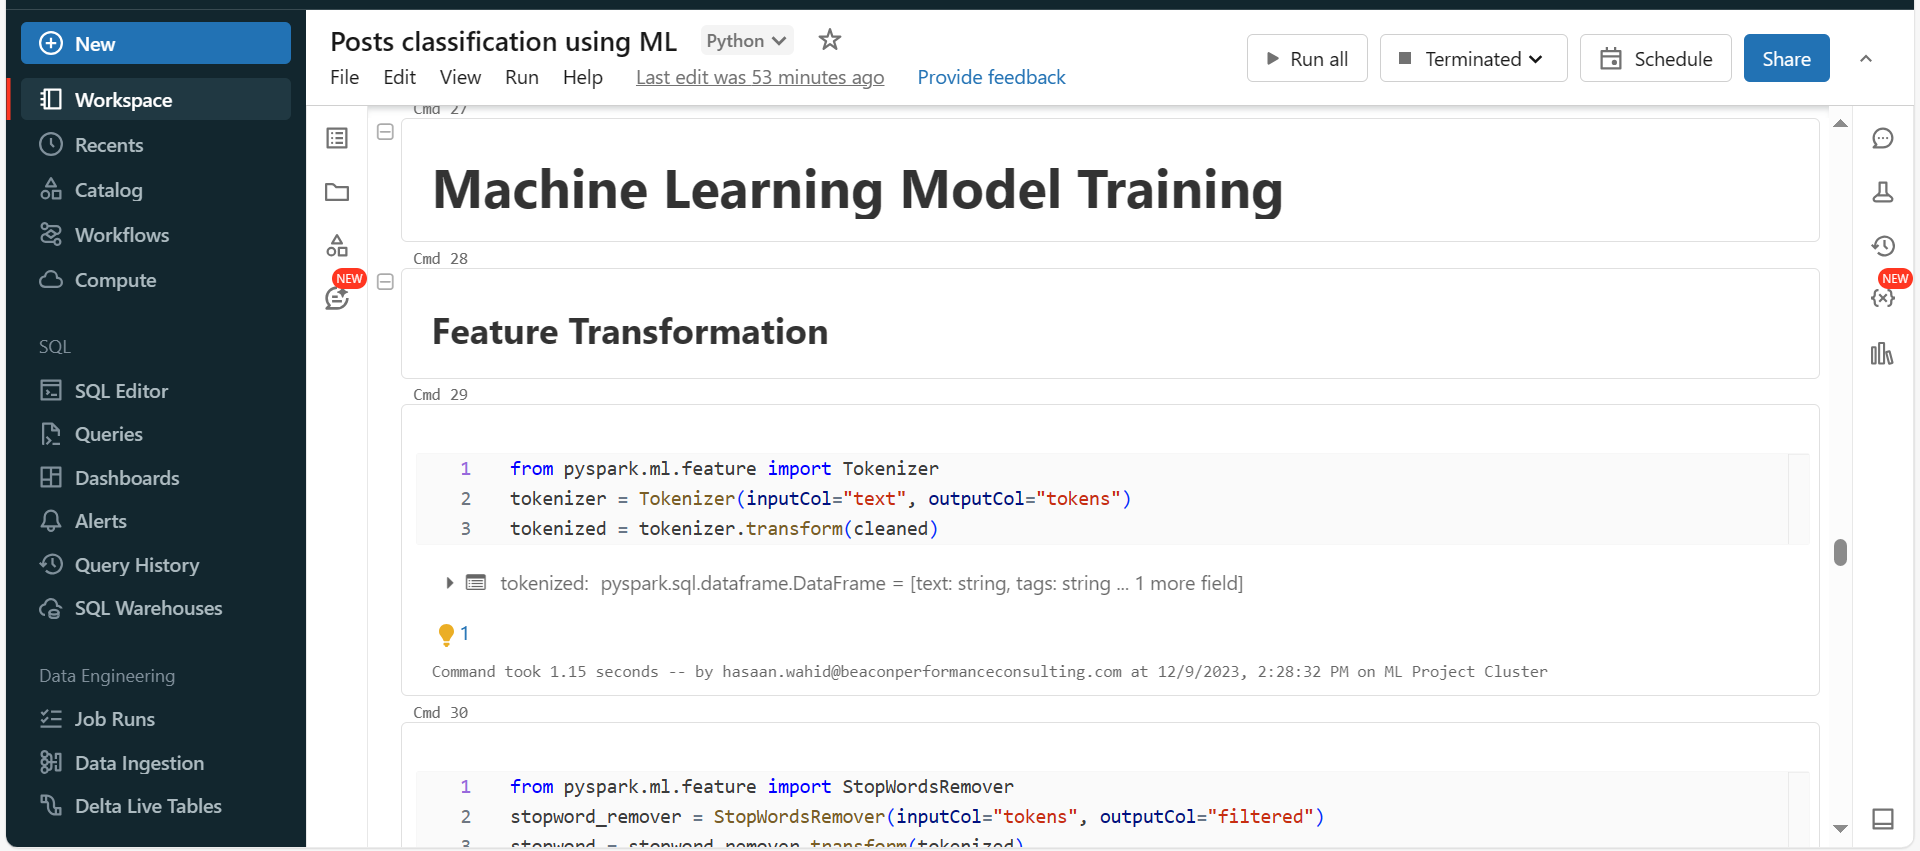 New
Workspace
Recents
Catalog
Workflows
Compute
SQL
SQL Editor
Queries
Dashboards
Alerts
Query History
SQL Warehouses
Data Engineering
Job Runs
Data Ingestion
Delta Live Tables
Posts classification using ML Python
File Edit View Run Help Last edit was 53 minutes ago Provide feedback
Run all Terminated Schedule Share
NEW
NEW
Cmd 27
Machine Learning Model Training
Cmd 28
Feature Transformation
Cmd 29
1 from pyspark.ml.feature import Tokenizer
2 tokenizer = Tokenizer(inputCol="text", outputCol="tokens")
3 tokenized = tokenizer.transform(cleaned)
tokenized: pyspark.sql.dataframe.DataFrame = [text: string, tags: string ... 1 more field]
1
Command took 1.15 seconds -- by hasaan.wahid@beaconperformanceconsulting.com at 12/9/2023, 2:28:32 PM on ML Project Cluster
Cmd 30
1 from pyspark.ml.feature import StopWordsRemover
2 stopword_remover = StopWordsRemover(inputCol="tokens", outputCol="filtered")
3 stopword = stopword_remover.transform(tokenized)